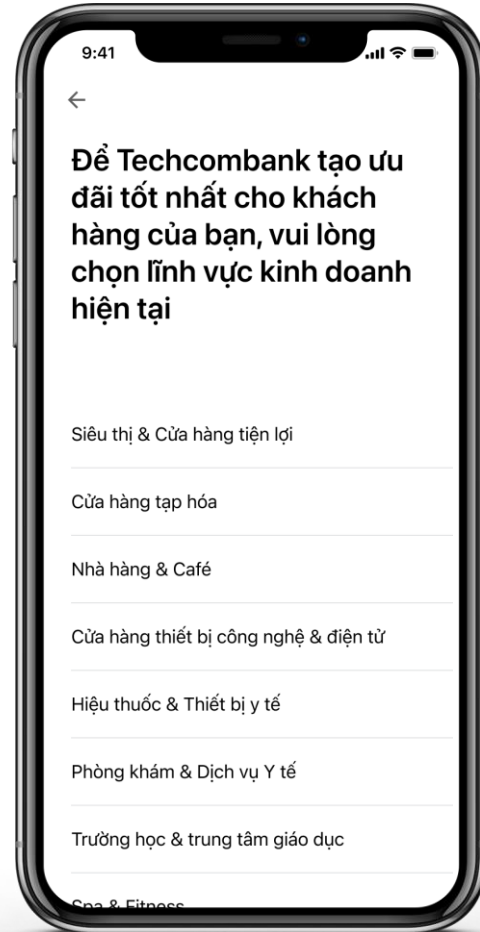 9:41
Để Techcombank tạo ưu
đãi tốt nhất cho khách
hàng của bạn, vui lòng
chọn lĩnh vực kinh doanh
hiện tại
Siêu thị & Cửa hàng tiện lợi
Cửa hàng tạp hóa
Nhà hàng & Café
Cửa hàng thiết bị công nghệ & điện tử
Hiệu thuốc & Thiết bị y tế
Phòng khám & Dịch vụ Y tế
Trường học & trung tâm giáo dục
Spa & Fitness